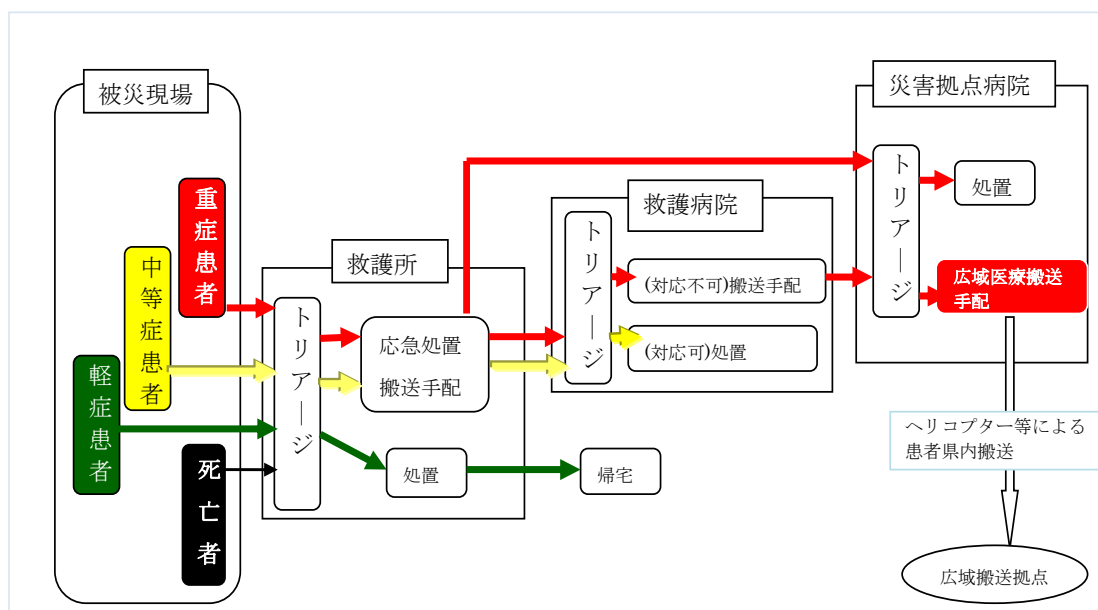 被災現場
重症患者
中等症患者
軽症患者
死亡者
救護所
トリアージ
応急処置
搬送手配
処置
帰宅
救護病院
トリアージ
(対応不可)搬送手配
(対応可)処置
災害拠点病院
トリアージ
処置
広域医療搬送
手配
ヘリコプター等による
患者県内搬送
広域搬送拠点